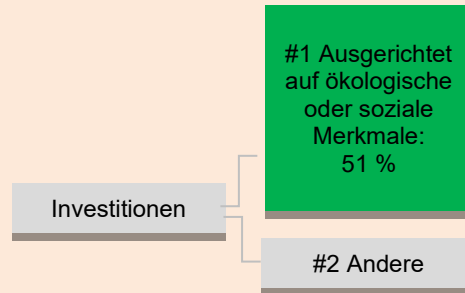 #1 Ausgerichtet
auf ökologische
oder soziale
Merkmale:
51 %
Investitionen
#2 Andere